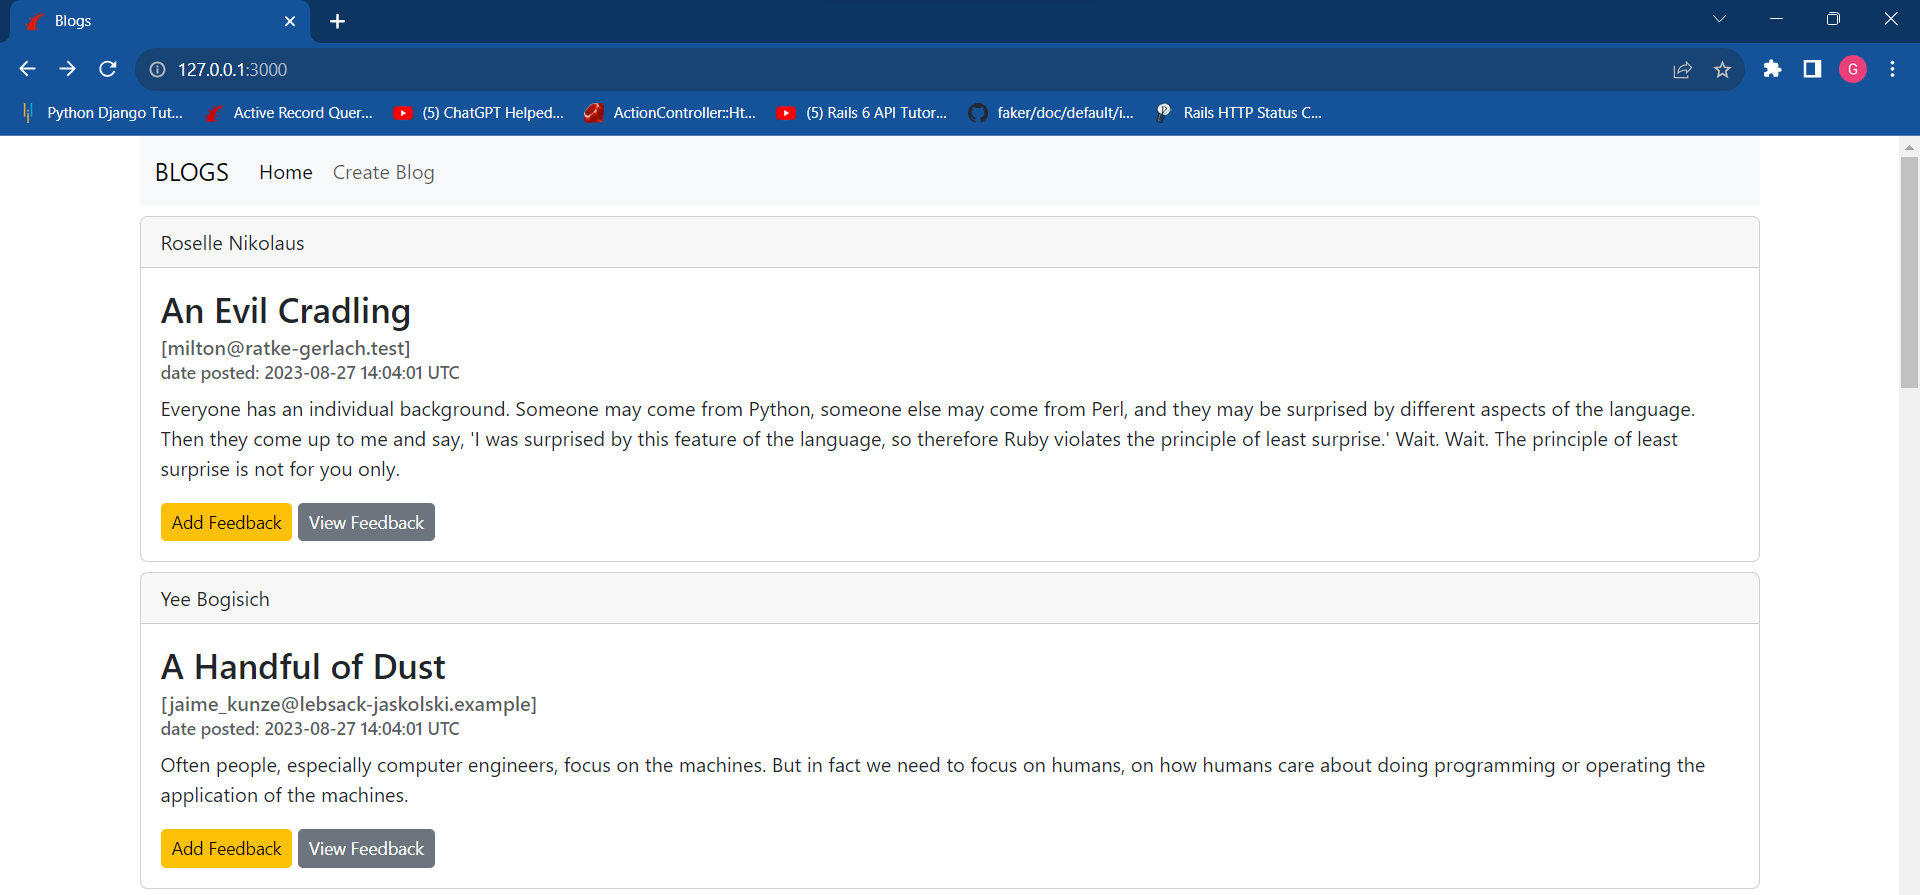 Blogs
127.0.0.1:3000
Python Django Tut... Active Record Quer... (5) ChatGPT Helped... ActionController::Ht... (5) Rails 6 API Tutor... faker/doc/default/i... Rails HTTP Status C...
G
BLOGS Home Create Blog
Roselle Nikolaus
An Evil Cradling
[milton@ratke-gerlach.test]
date posted: 2023-08-27 14:04:01 UTC
Everyone has an individual background. Someone may come from Python, someone else may come from Perl, and they may be surprised by different aspects of the language.
Then they come up to me and say, 'I was surprised by this feature of the language, so therefore Ruby violates the principle of least surprise.' Wait. Wait. The principle of least
surprise is not for you only.
Add Feedback View Feedback
Yee Bogisich
A Handful of Dust
[jaime_kunze@lebsack-jaskolski.example]
date posted: 2023-08-27 14:04:01 UTC
Often people, especially computer engineers, focus on the machines. But in fact we need to focus on humans, on how humans care about doing programming or operating the
application of the machines.
Add Feedback View Feedback